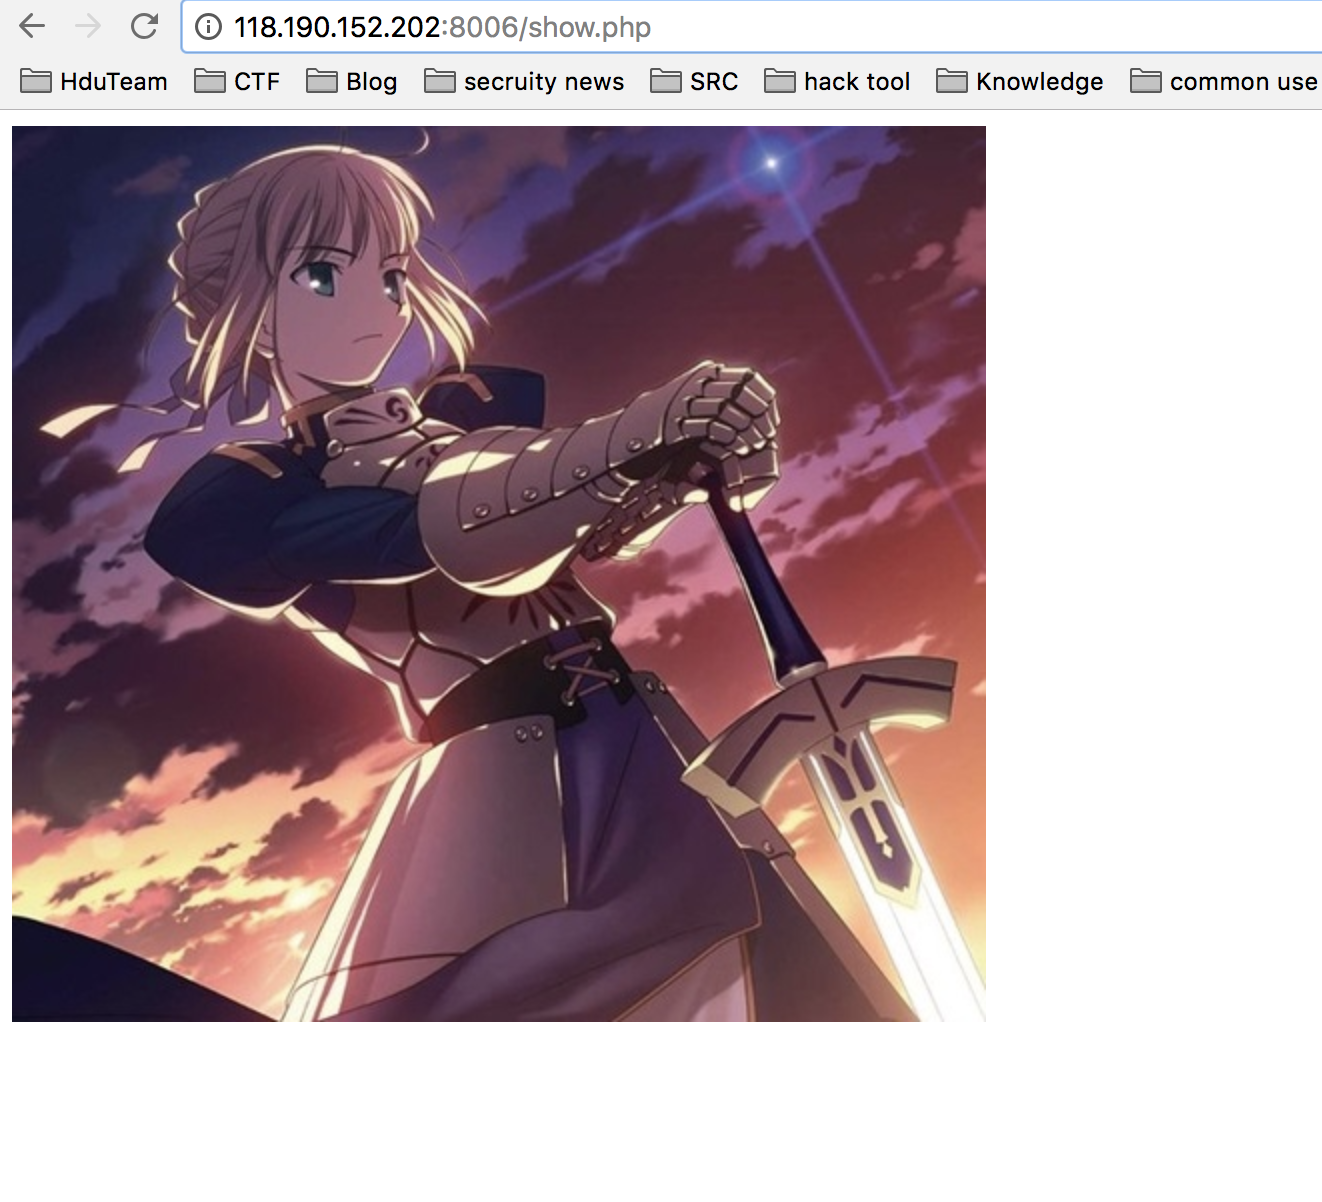 118.190.152.202:8006/show.php
HduTeam CTF Blog secruity news SRC hack tool Knowledge common use